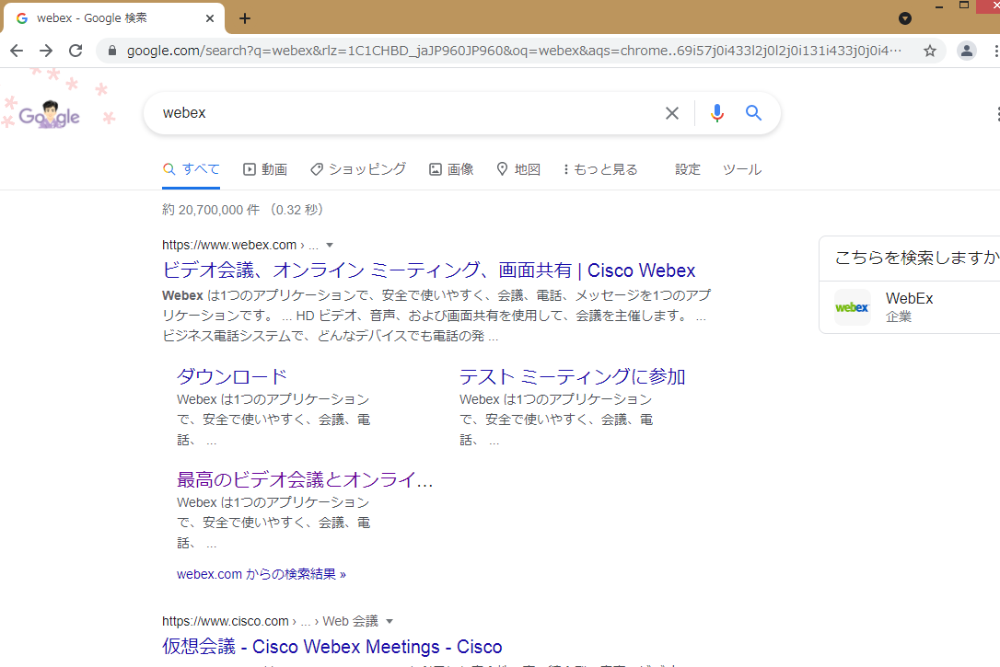 webex - Google 検索
google.com/search?q=webex&rlz=1C1CHBD_jaJP960JP960&oq=webex&aqs=chrome..69i57j0i433l2j0l2j0i131i433j0j0i4…
Google
webex
すべて 動画 ショッピング 画像 地図 もっと見る 設定 ツール
約 20,700,000 件 （0.32 秒）
https://www.webex.com › ...
ビデオ会議、オンライン ミーティング、画面共有 | Cisco Webex
Webex は1つのアプリケーションで、安全で使いやすく、会議、電話、メッセージを1つのアプ
リケーションです。 ... HD ビデオ、音声、および画面共有を使用して、会議を主催します。 ...
ビジネス電話システムで、どんなデバイスでも電話の発 ...
ダウンロード
Webex は1つのアプリケーション
で、安全で使いやすく、会議、電
話、 ...
テスト ミーティングに参加
Webex は1つのアプリケーション
で、安全で使いやすく、会議、電
話、 ...
最高のビデオ会議とオンライ...
Webex は1つのアプリケーション
で、安全で使いやすく、会議、電
話、 ...
webex.com からの検索結果 »
https://www.cisco.com › ... › Web 会議
仮想会議 - Cisco Webex Meetings - Cisco
こちらを検索しますか
webex
WebEx
企業